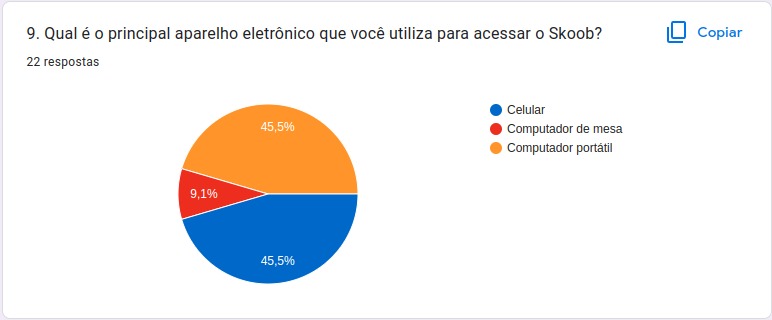 9. Qual é o principal aparelho eletrônico que você utiliza para acessar o Skoob?
Copiar
22 respostas
45,5%
9,1%
45,5%
Celular
Computador de mesa
Computador portátil